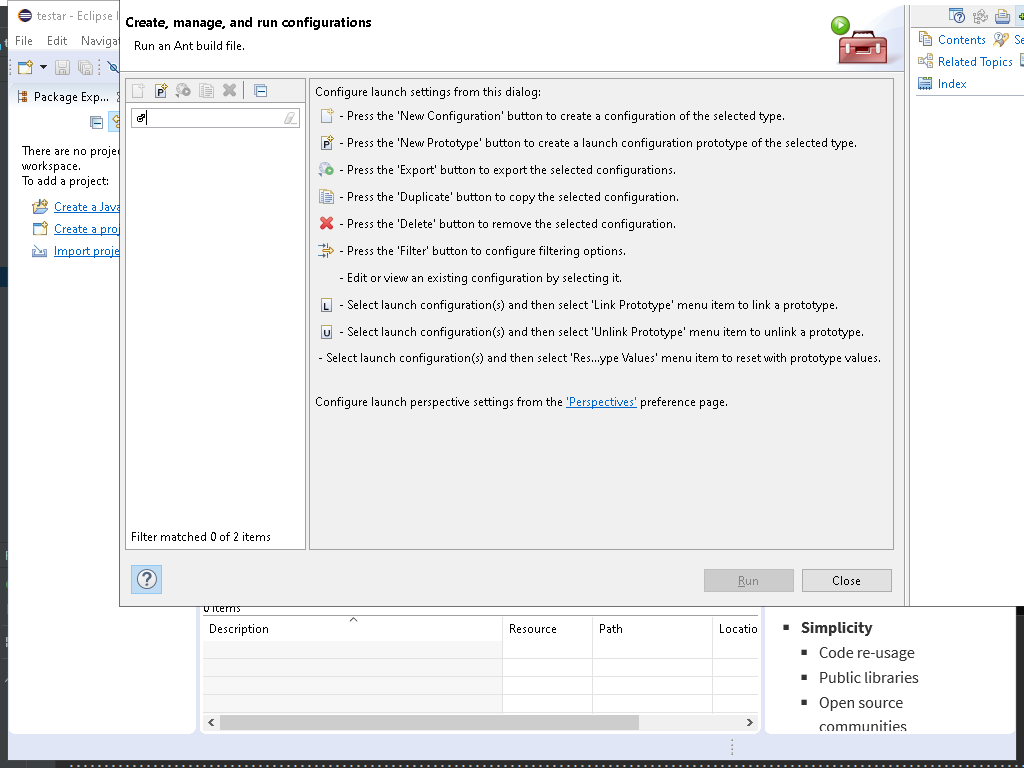 testar - Eclipse I
File Edit Naviga
Package Exp...
There are no proje
workspace.
To add a project:
Create a Java
Create a proj
Import proje
Create, manage, and run configurations
Run an Ant build file.
Filter matched 0 of 2 items
Configure launch settings from this dialog:
- Press the 'New Configuration' button to create a configuration of the selected type.
P - Press the 'New Prototype' button to create a launch configuration prototype of the selected type.
- Press the 'Export' button to export the selected configurations.
- Press the 'Duplicate' button to copy the selected configuration.
- Press the 'Delete' button to remove the selected configuration.
- Press the 'Filter' button to configure filtering options.
- Edit or view an existing configuration by selecting it.
L - Select launch configuration(s) and then select 'Link Prototype' menu item to link a prototype.
U - Select launch configuration(s) and then select 'Unlink Prototype' menu item to unlink a prototype.
- Select launch configuration(s) and then select 'Res...ype Values' menu item to reset with prototype values.
Configure launch perspective settings from the 'Perspectives' preference page.
Run Close
Contents Se
Related Topics
Index
0 items
Description Resource Path Locatio
Simplicity
Code re-usage
Public libraries
Open source
communities